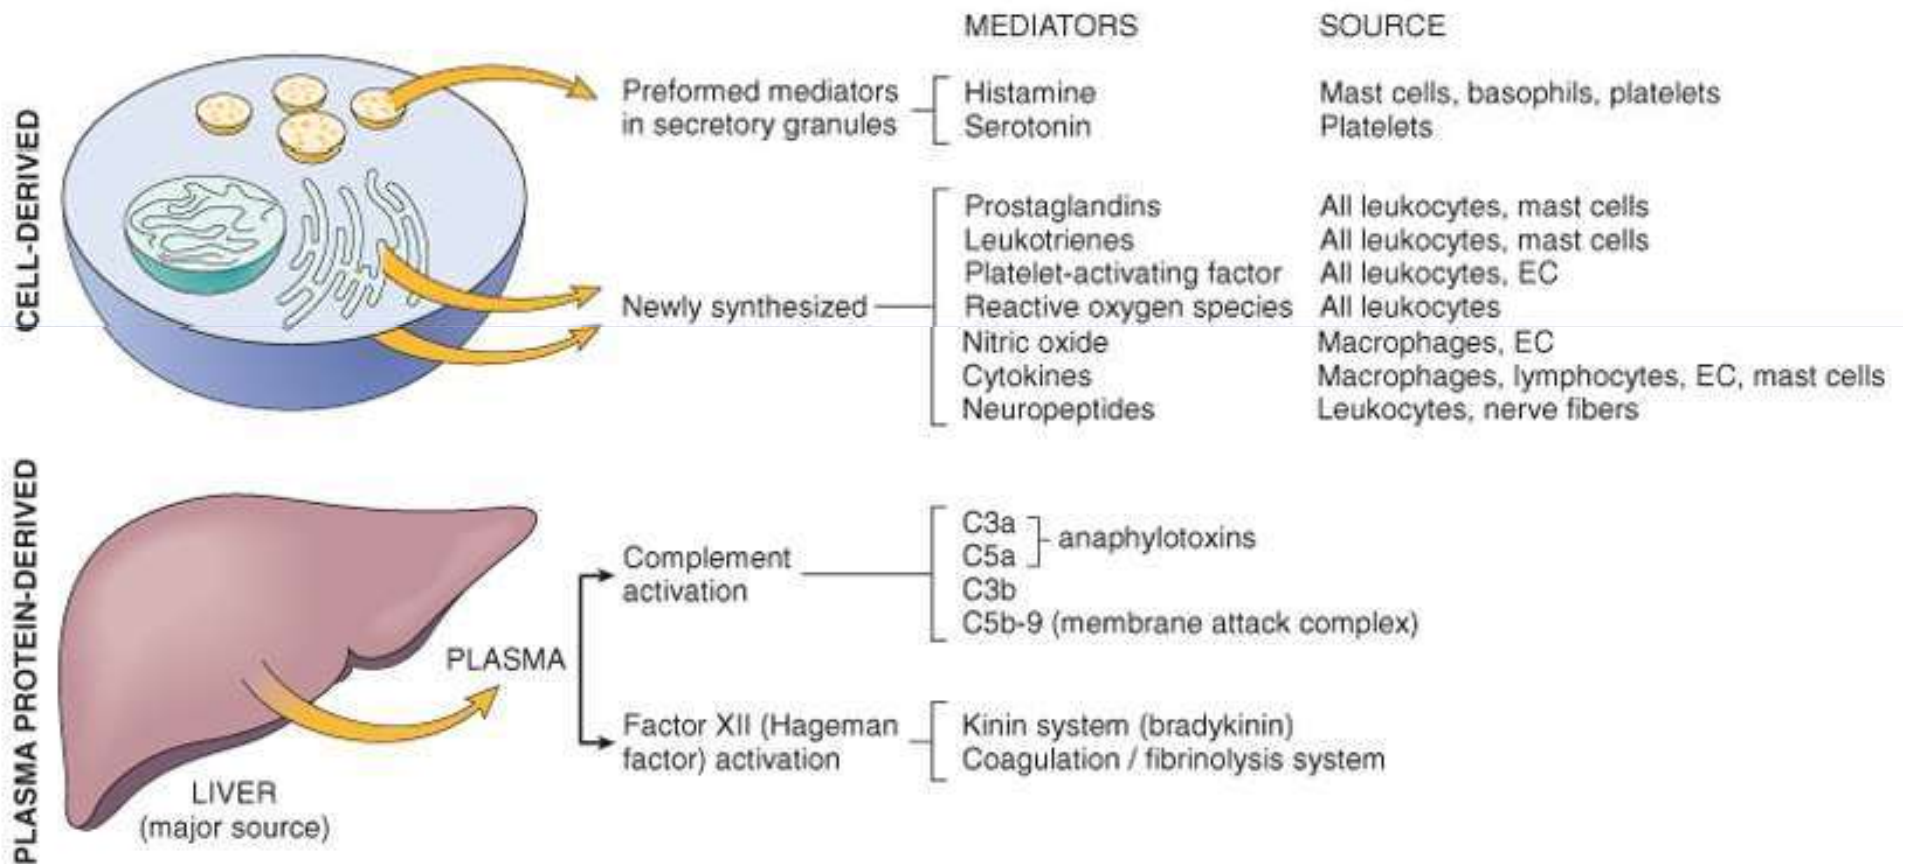 MEDIATORS SOURCE
CELL-DERIVED
Preformed mediators
in secretory granules
Histamine Mast cells, basophils, platelets
Serotonin Platelets
Newly synthesized
Prostaglandins All leukocytes, mast cells
Leukotrienes All leukocytes, mast cells
Platelet-activating factor All leukocytes, EC
Reactive oxygen species All leukocytes
Nitric oxide Macrophages, EC
Cytokines Macrophages, lymphocytes, EC, mast cells
Neuropeptides Leukocytes, nerve fibers
PLASMA PROTEIN-DERIVED
LIVER
(major source)
PLASMA
Complement
activation
C3a
C5a
anaphylotoxins
C3b
C5b-9 (membrane attack complex)
Factor XII (Hageman
factor) activation
Kinin system (bradykinin)
Coagulation / fibrinolysis system